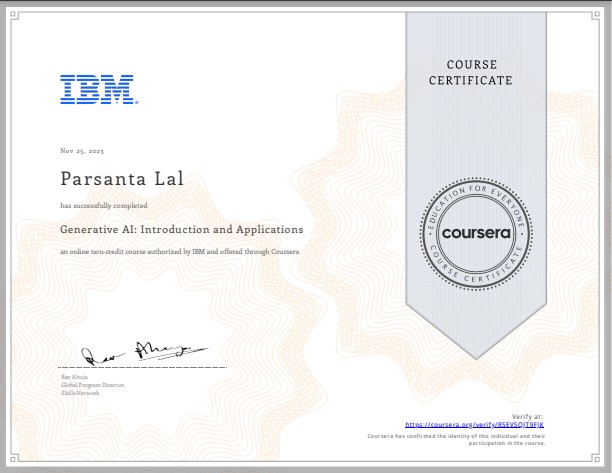 IBM
COURSE
CERTIFICATE
Nov 25, 2023
Parsanta Lal
has successfully completed
Generative AI: Introduction and Applications
an online non-credit course authorized by IBM and offered through Coursera
EDUCATION FOR EVERYONE
coursera
COURSE CERTIFICATE
Rav Ahuja
Global Program Director,
Skills Network
Verify at:
https://coursera.org/verify/R5EVSQJT9FJK
Coursera has confirmed the identity of this individual and their
participation in the course.